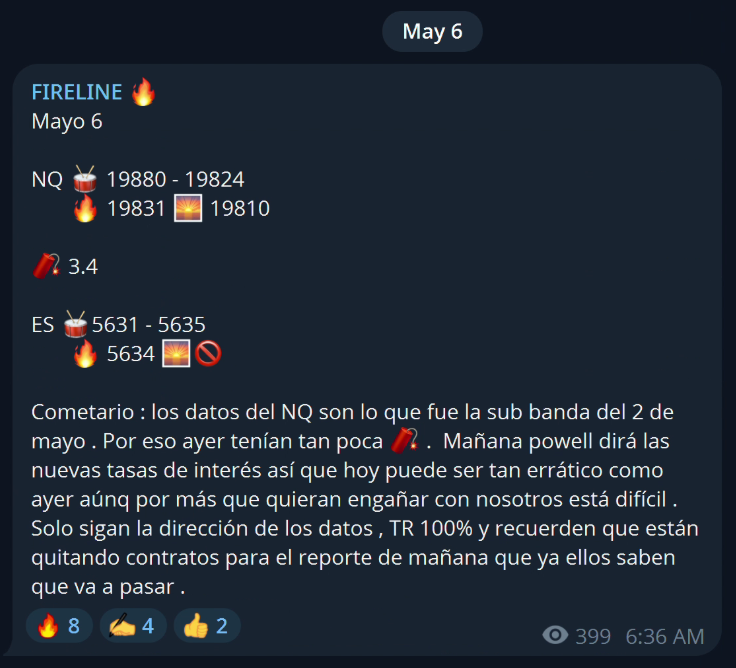 May 6
FIRELINE 🔥
Mayo 6
NQ 🥁 19880 - 19824
🔥 19831 🌅 19810
🧨 3.4
ES 🥁 5631 - 5635
🔥 5634 🌅 🚫
Cometario : los datos del NQ son lo que fue la sub banda del 2 de
mayo . Por eso ayer tenían tan poca 🧨 . Mañana powell dirá las
nuevas tasas de interés así que hoy puede ser tan errático como
ayer aúnq por más que quieran engañar con nosotros está difícil .
Solo sigan la dirección de los datos , TR 100% y recuerden que están
quitando contratos para el reporte de mañana que ya ellos saben
que va a pasar .
🔥 8 ✍️ 4 👍 2
399 6:36 AM